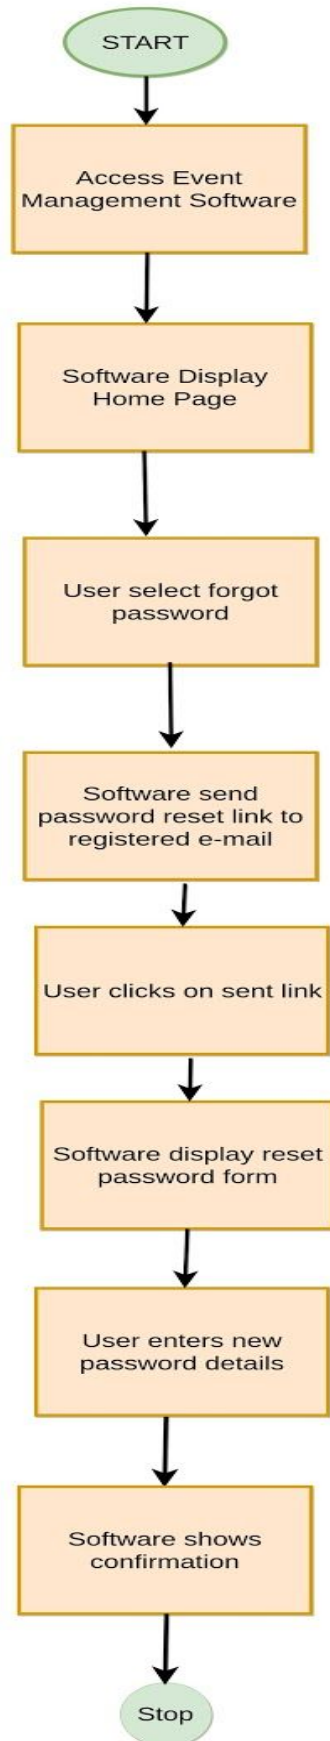 START
Access Event
Management Software
Software Display
Home Page
User select forgot
password
Software send
password reset link to
registered e-mail
User clicks on sent link
Software display reset
password form
User enters new
password details
Software shows
confirmation
Stop